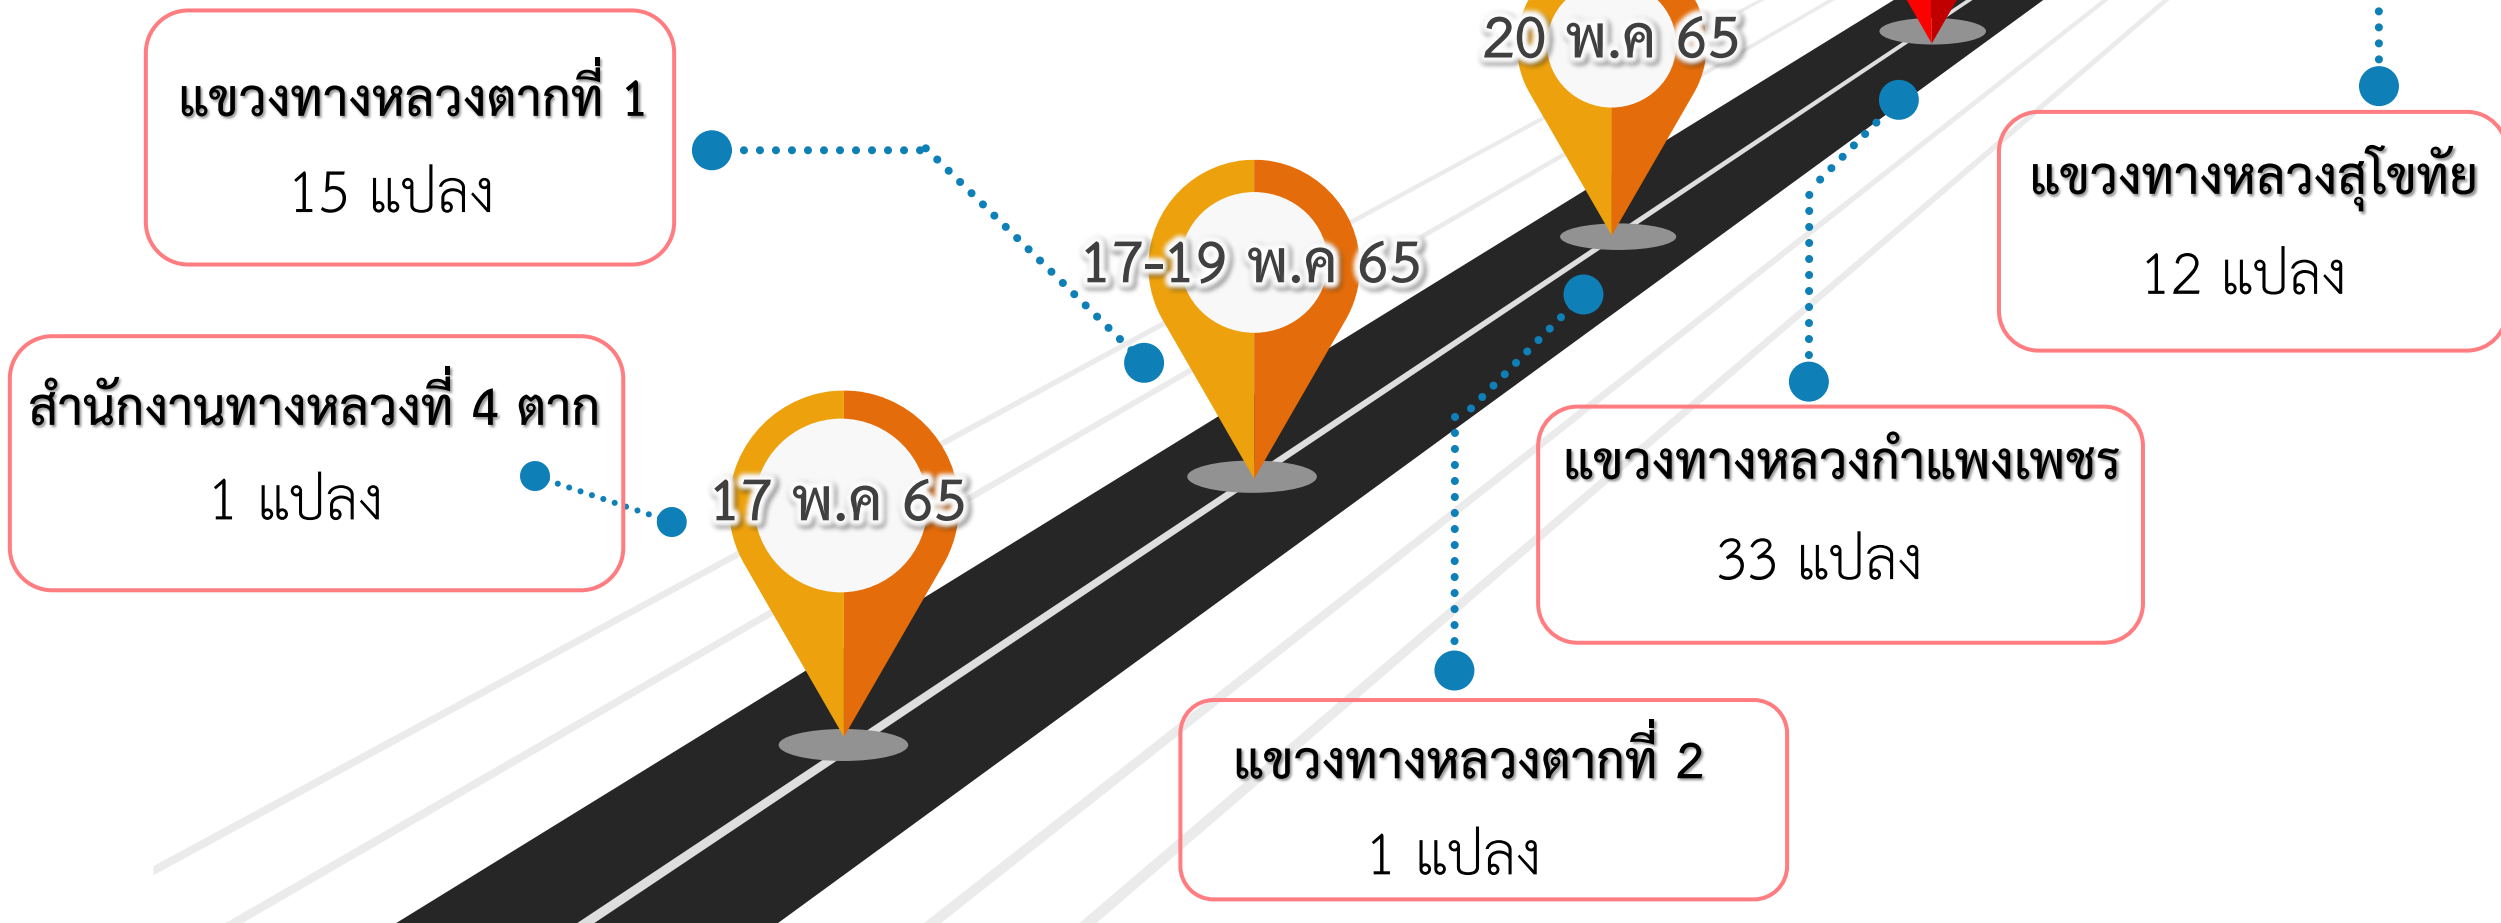 20 พ.ค 65
แขวงทางหลวงตากที่ 1
15 แปลง
แขวงทางหลวงสุโขทัย
12 แปลง
17-19 พ.ค 65
สำนักงานทางหลวงที่ 4 ตาก
1 แปลง
17 พ.ค 65
แขวงทางหลวงกำแพงเพชร
33 แปลง
แขวงทางหลวงตากที่ 2
1 แปลง